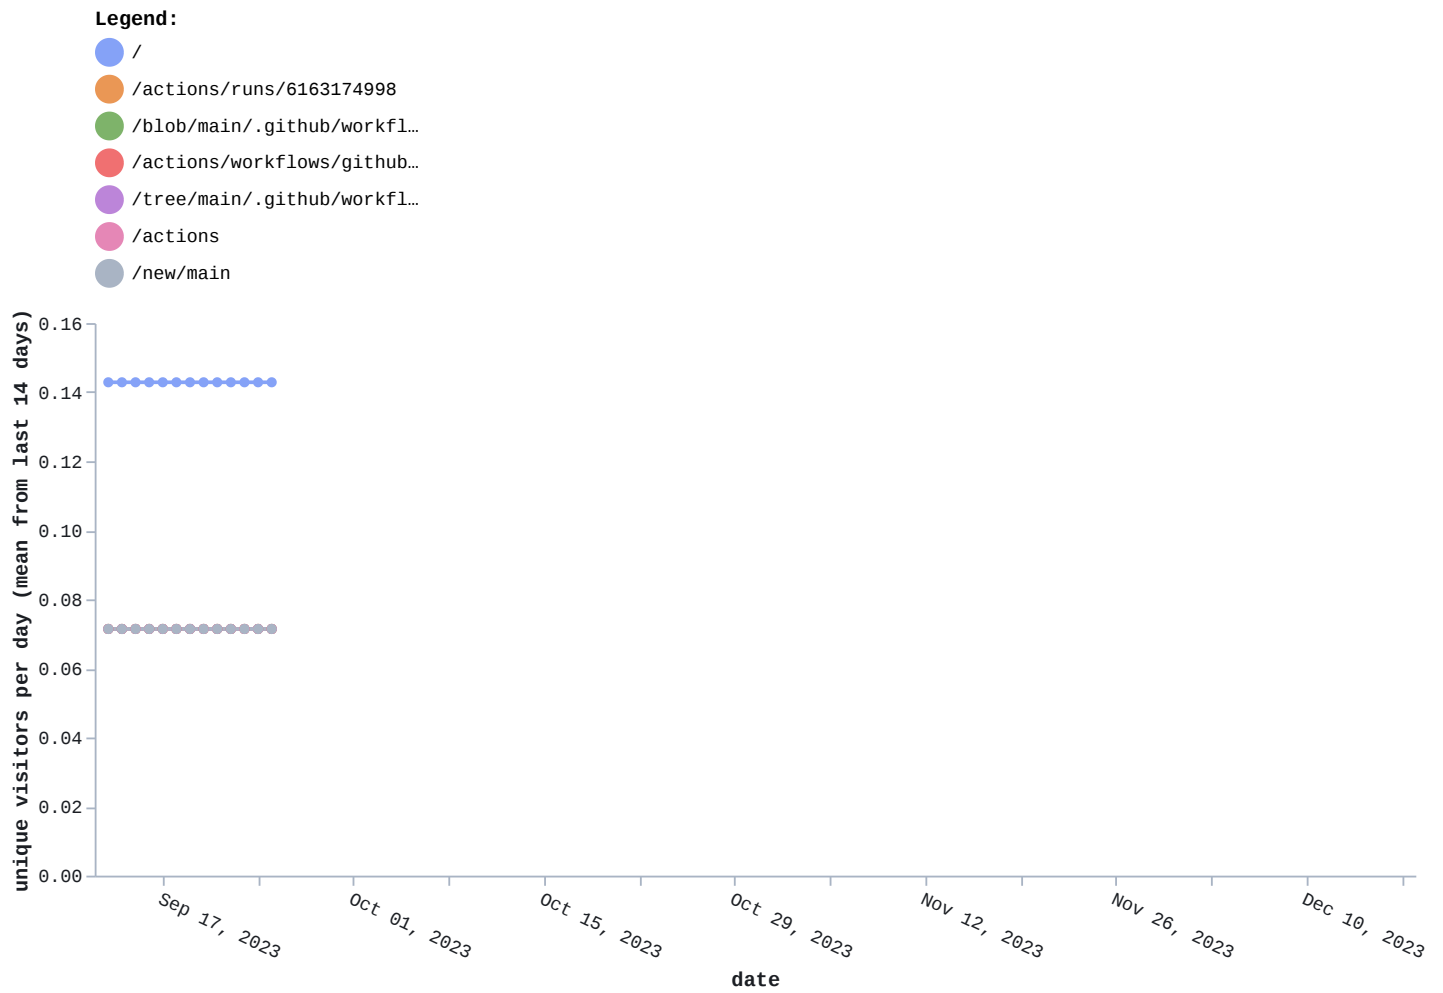 Legend:
/
/actions/runs/6163174998
/blob/main/.github/workfl…
/actions/workflows/github…
/tree/main/.github/workfl…
/actions
/new/main
unique visitors per day (mean from last 14 days)
0.16
0.14
0.12
0.10
0.08
0.06
0.04
0.02
0.00
Sep 17, 2023
Oct 01, 2023
Oct 15, 2023
Oct 29, 2023
Nov 12, 2023
Nov 26, 2023
Dec 10, 2023
date